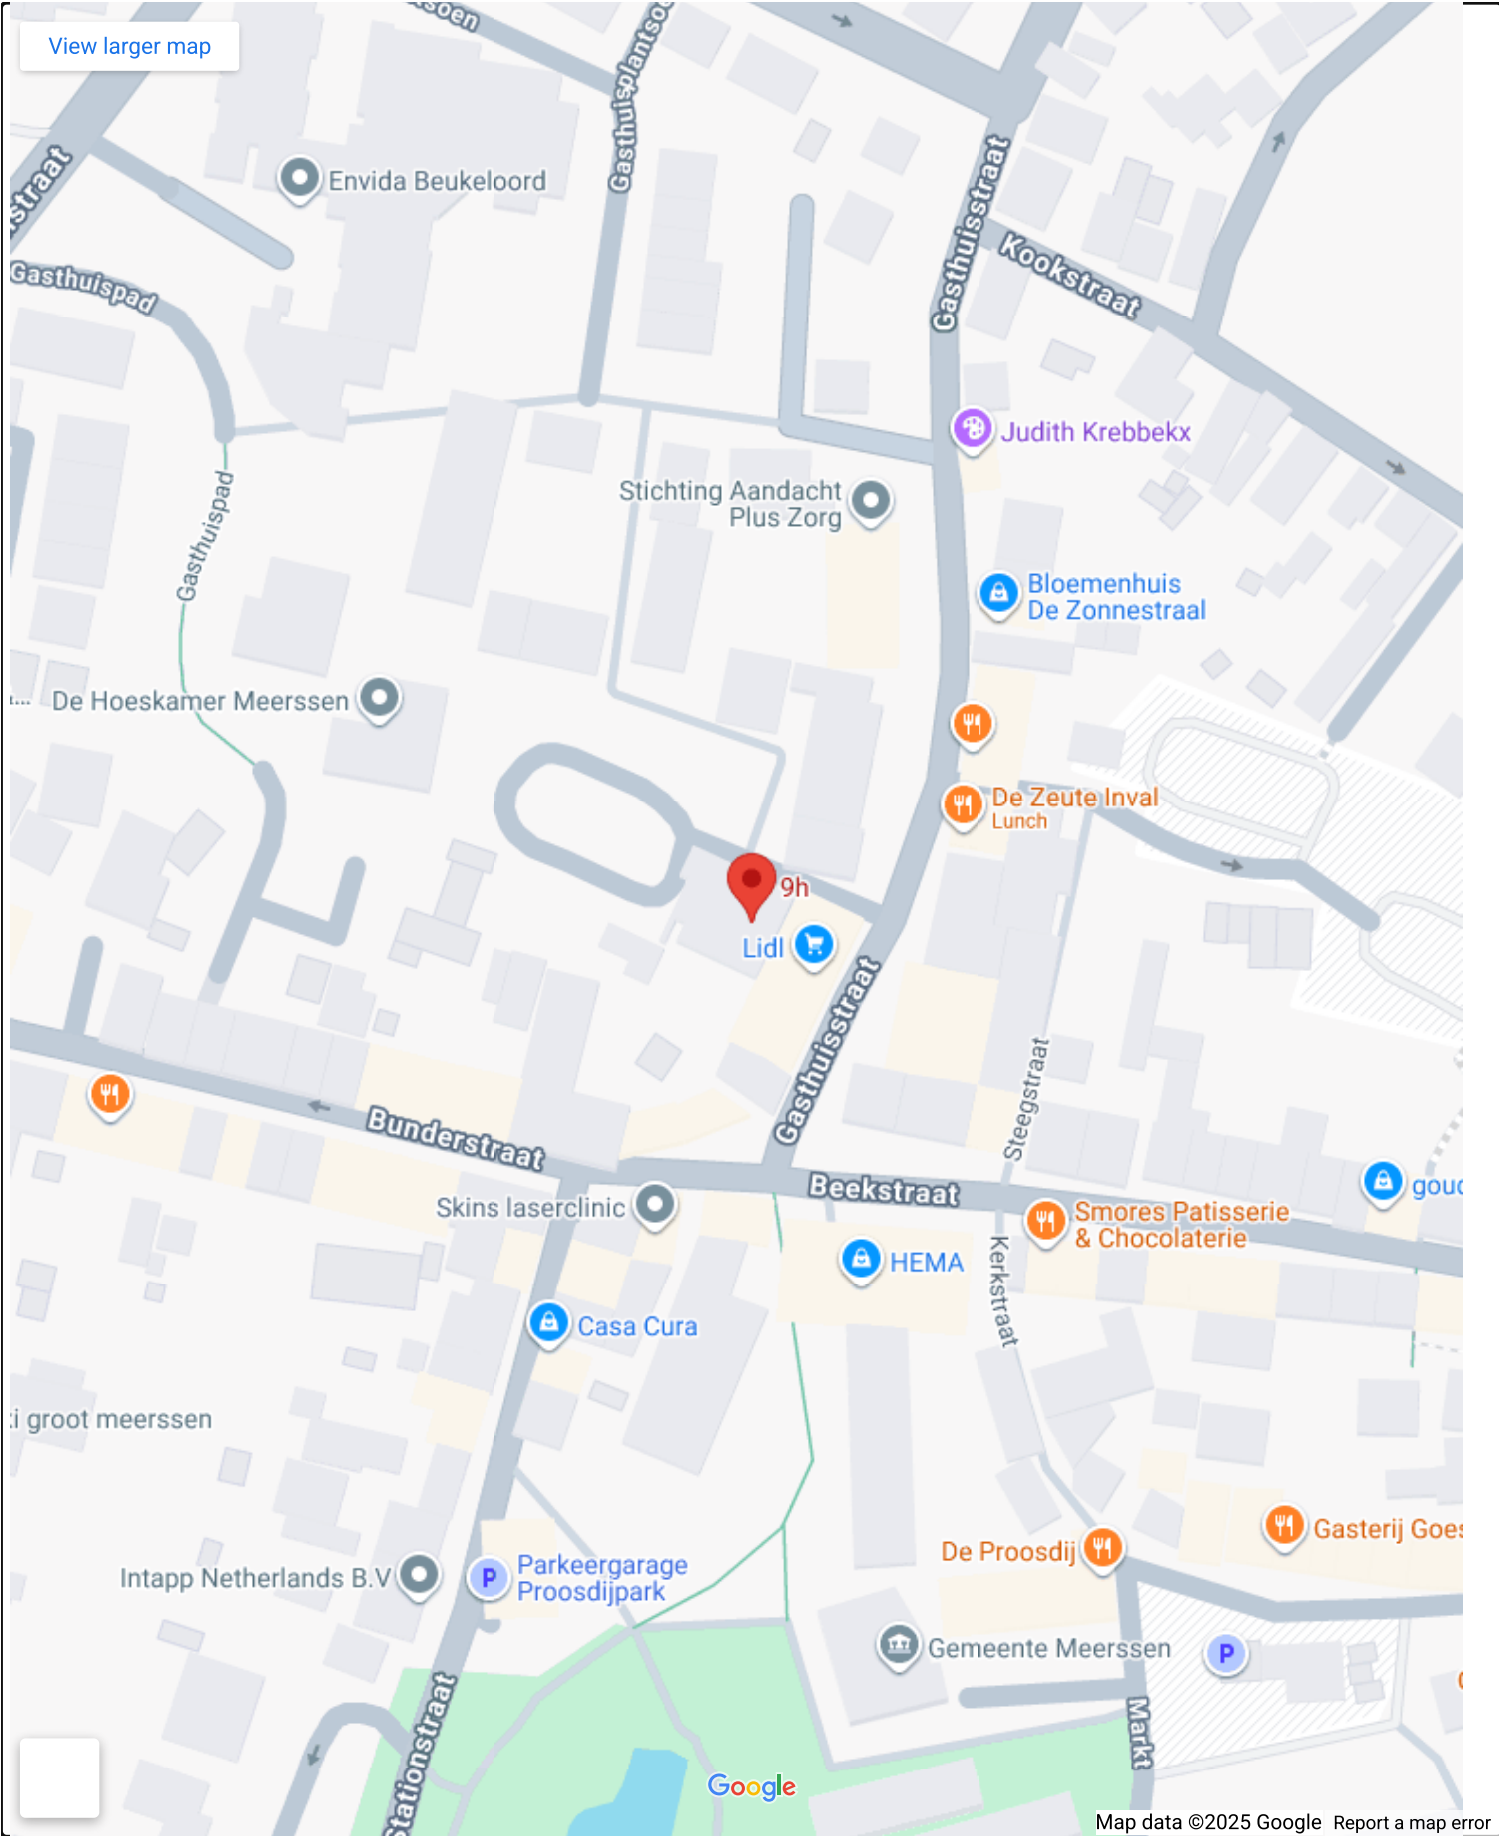 View larger map
Gasthuisplantsoen
Envida Beukeloord
Gasthuisstraat
Kookstraat
Gasthuispad
Judith Krebbekx
Stichting Aandacht
Plus Zorg
Gasthuispad
Bloemenhuis
De Zonnestraal
De Hoeskamer Meerssen
De Zeute Inval
Lunch
9h
Lidl
Gasthuisstraat
Steegstraat
Bunderstraat
Beekstraat
Skins laserclinic
Smores Patisserie
& Chocolaterie
HEMA
Kerkstraat
Casa Cura
groot meerssen
Gasterij
De Proosdij
Parkeergarage
Proosdijpark
Intapp Netherlands B.V
P
Gemeente Meerssen
P
Markt
Stationstraat
Google
Map data ©2025 Google
Report a map error